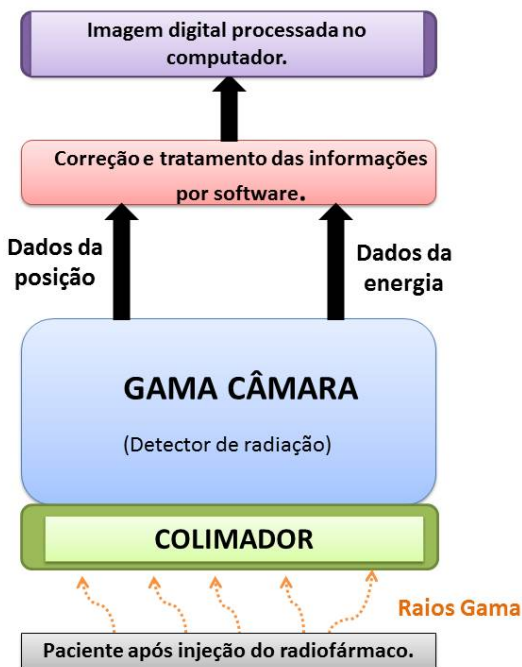 Imagem digital processada no
computador.
Correção e tratamento das informações
por software.
Dados da
posição
Dados da
energia
GAMA CÂMARA
(Detector de radiação)
COLIMADOR
Raios Gama
Paciente após injeção do radiofármaco.